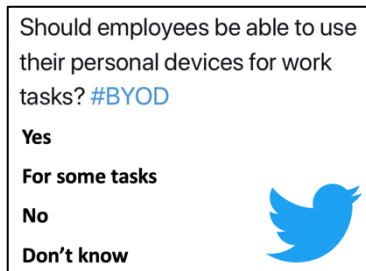 Should employees be able to use
their personal devices for work
tasks? #BYOD
Yes
For some tasks
No
Don't know